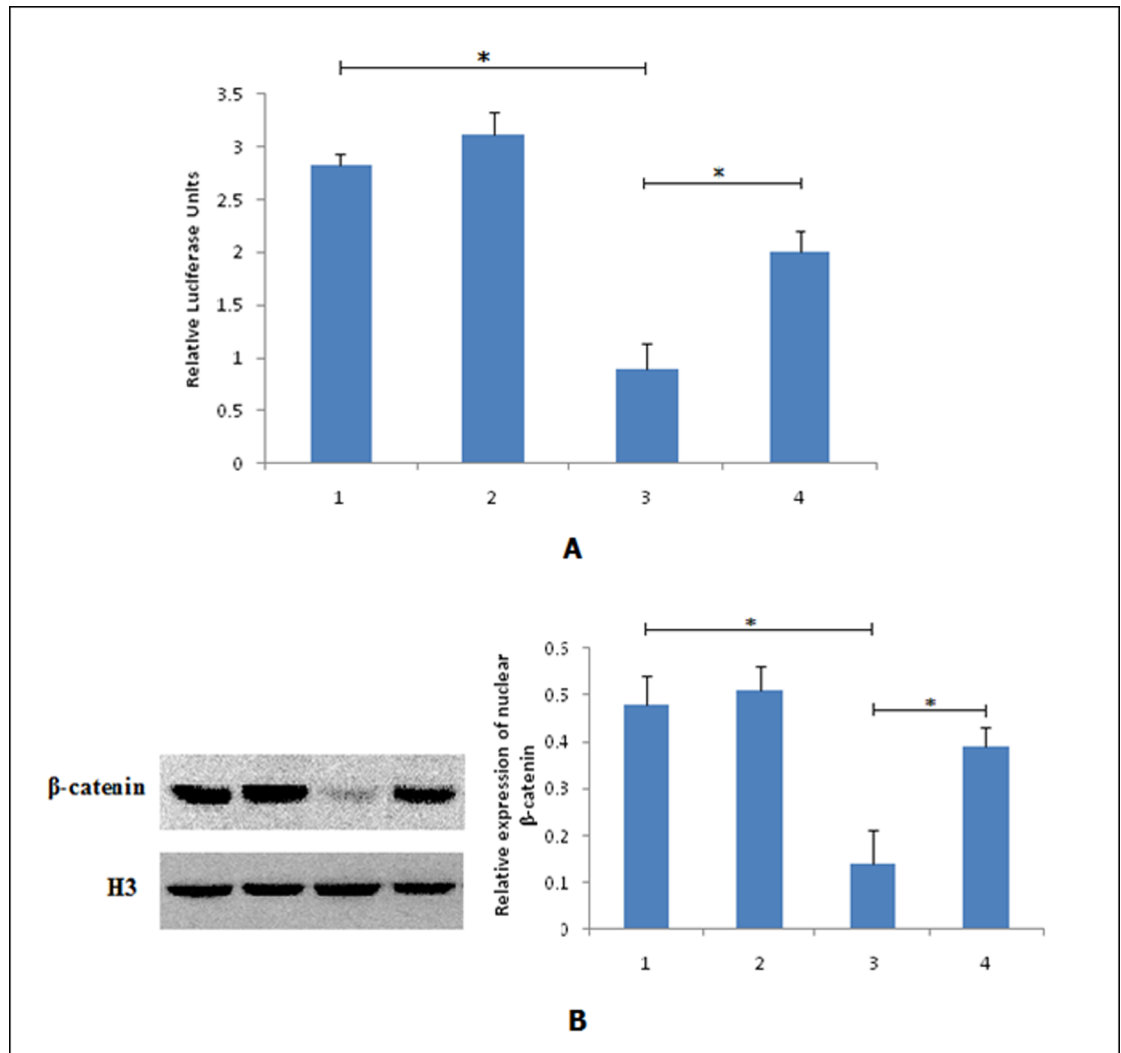 *
3.5
3
2.5
2
1.5
1
0.5
0
Relative Luciferase Units
*
1 2 3 4
A
β-catenin
H3
Relative expression of nuclear
β-catenin
*
0.6
0.5
0.4
0.3
0.2
0.1
0
*
1 2 3 4
B